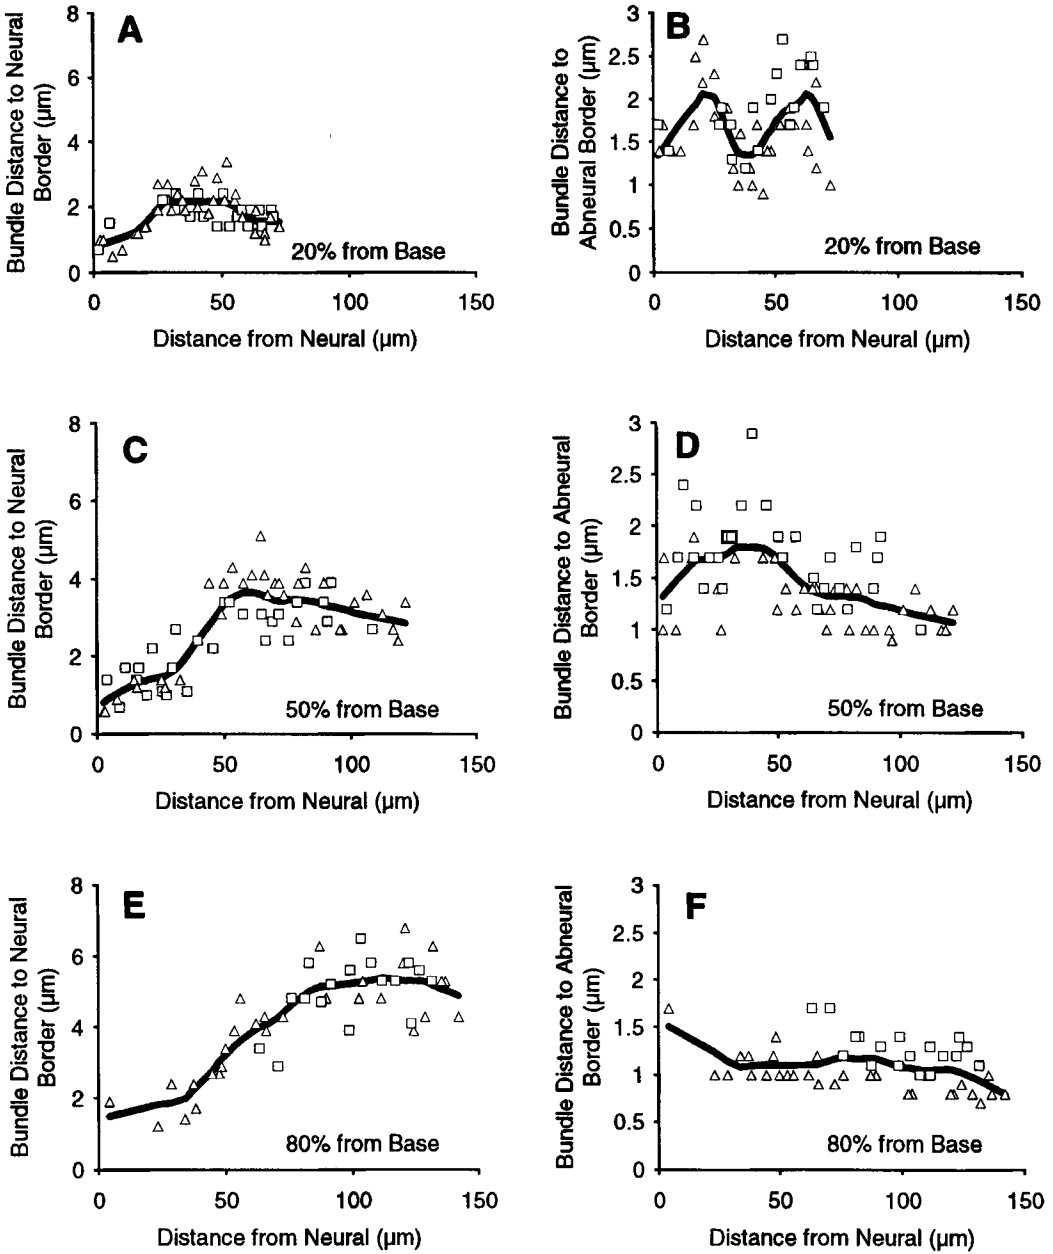 A
Bundle Distance to Neural
Border (µm)
8
6
4
2
0
20% from Base
0 50 100 150
Distance from Neural (µm)
B
Bundle Distance to
Abneural Border (µm)
3
2.5
2
1.5
1
0.5
0
20% from Base
0 50 100 150
Distance from Neural (µm)
C
Bundle Distance to Neural
Border (µm)
8
6
4
2
0
50% from Base
0 50 100 150
Distance from Neural (µm)
D
Bundle Distance to Abneural
Border (µm)
3
2.5
2
1.5
1
0.5
0
50% from Base
0 50 100 150
Distance from Neural (µm)
E
Bundle Distance to Neural
Border (µm)
8
6
4
2
0
80% from Base
0 50 100 150
Distance from Neural (µm)
F
Bundle Distance to Abneural
Border (µm)
3
2.5
2
1.5
1
0.5
0
80% from Base
0 50 100 150
Distance from Neural (µm)